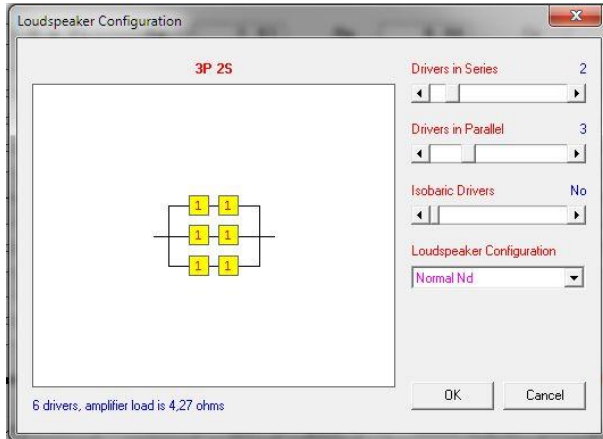 Loudspeaker Configuration
3P 2S
1 1
1 1
1 1
6 drivers, amplifier load is 4,27 ohms
Drivers in Series 2
Drivers in Parallel 3
Isobaric Drivers No
Loudspeaker Configuration
Normal Nd
OK Cancel